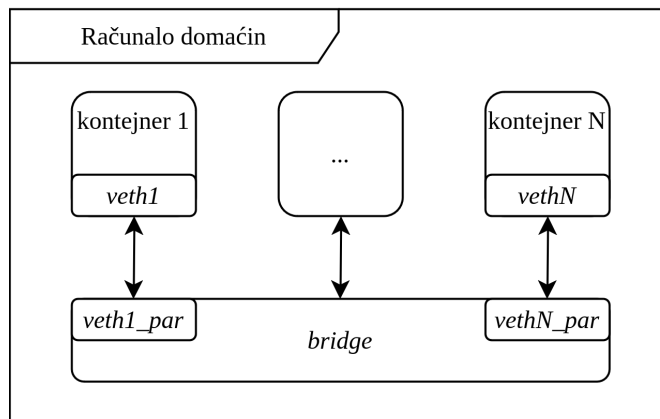 Računalo domaćin
kontejner 1
...
kontejner N
veth1
vethN
veth1_par
bridge
vethN_par